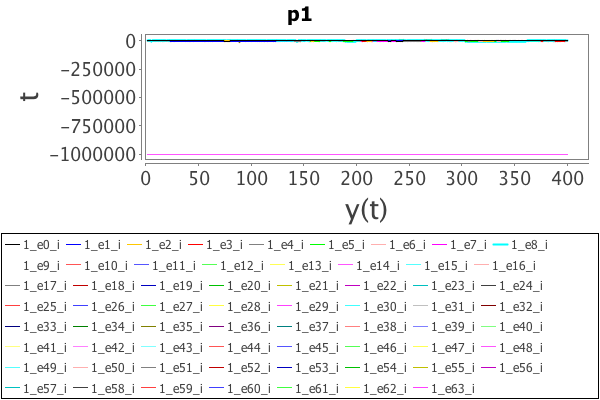 p1
0
−250000
−500000
−750000
−1000000
t
0 50 100 150 200 250 300 350 400
y(t)
1_e0_i 1_e1_i 1_e2_i 1_e3_i 1_e4_i 1_e5_i 1_e6_i 1_e7_i 1_e8_i
1_e9_i 1_e10_i 1_e11_i 1_e12_i 1_e13_i 1_e14_i 1_e15_i 1_e16_i
1_e17_i 1_e18_i 1_e19_i 1_e20_i 1_e21_i 1_e22_i 1_e23_i 1_e24_i
1_e25_i 1_e26_i 1_e27_i 1_e28_i 1_e29_i 1_e30_i 1_e31_i 1_e32_i
1_e33_i 1_e34_i 1_e35_i 1_e36_i 1_e37_i 1_e38_i 1_e39_i 1_e40_i
1_e41_i 1_e42_i 1_e43_i 1_e44_i 1_e45_i 1_e46_i 1_e47_i 1_e48_i
1_e49_i 1_e50_i 1_e51_i 1_e52_i 1_e53_i 1_e54_i 1_e55_i 1_e56_i
1_e57_i 1_e58_i 1_e59_i 1_e60_i 1_e61_i 1_e62_i 1_e63_i